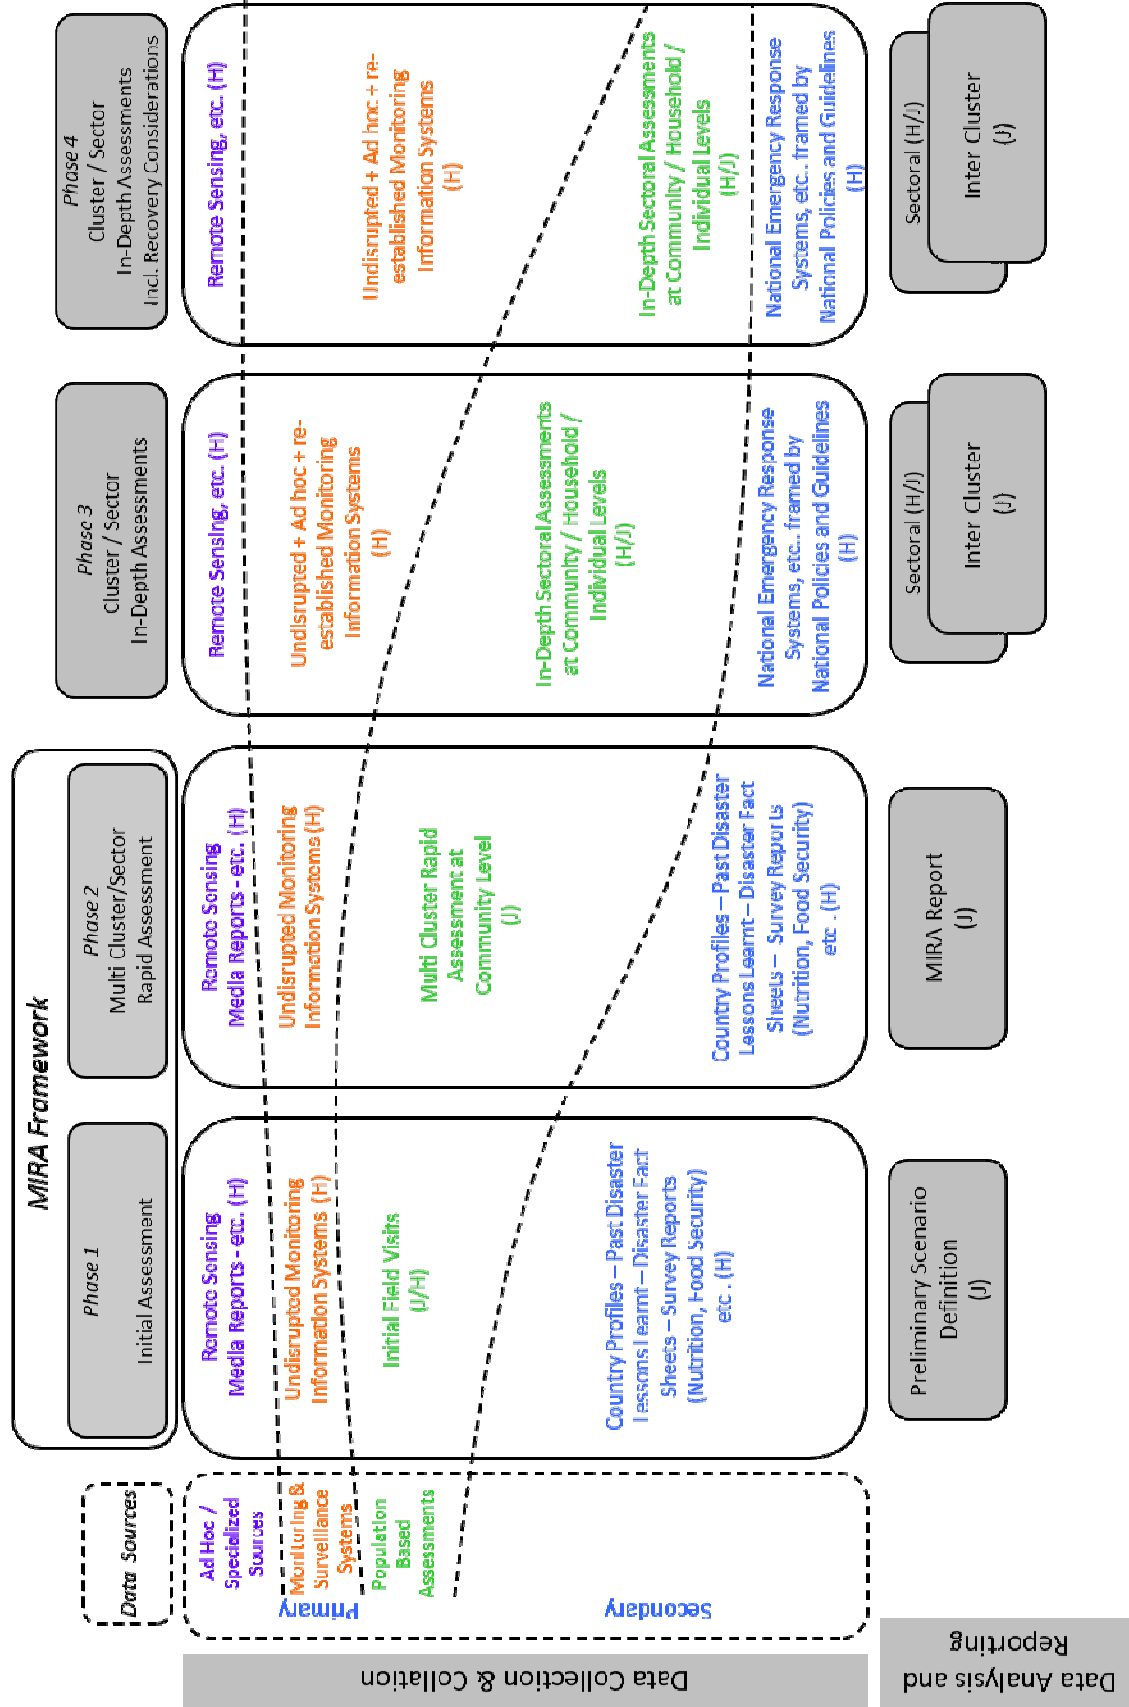 MIRA Framework
Data Sources
Phase 1
Initial Assessment
Phase 2
Multi Cluster/Sector
Rapid Assessment
Phase 3
Cluster / Sector
In-Depth Assessments
Phase 4
Cluster / Sector
In-Depth Assessments
Incl. Recovery Considerations
Data Collection & Collation
Primary
Secondary
Ad Hoc /
Specialized
Sources
Monitoring &
Surveillance
Systems
Population
Based
Assessments
Remote Sensing
Media Reports - etc. (H)
Undisrupted Monitoring
Information Systems (H)
Initial Field Visits
(J/H)
Country Profiles – Past Disaster
Lessons Learnt – Disaster Fact
Sheets – Survey Reports
(Nutrition, Food Security)
etc . (H)
Remote Sensing
Media Reports - etc. (H)
Undisrupted Monitoring
Information Systems (H)
Multi Cluster Rapid
Assessment at
Community Level
(J)
Country Profiles – Past Disaster
Lessons Learnt – Disaster Fact
Sheets – Survey Reports
(Nutrition, Food Security)
etc . (H)
Remote Sensing, etc. (H)
Undisrupted + Ad hoc + re-
established Monitoring
Information Systems
(H)
In-Depth Sectoral Assessments
at Community / Household /
Individual Levels
(H/J)
National Emergency Response
Systems, etc.. framed by
National Policies and Guidelines
(H)
Remote Sensing, etc. (H)
Undisrupted + Ad hoc + re-
established Monitoring
Information Systems
(H)
In-Depth Sectoral Assessments
at Community / Household /
Individual Levels
(H/J)
National Emergency Response
Systems, etc.. framed by
National Policies and Guidelines
(H)
Data Analysis and
Reporting
Preliminary Scenario
Definition
(J)
MIRA Report
(J)
Sectoral (H/J)
Inter Cluster
(J)
Sectoral (H/J)
Inter Cluster
(J)